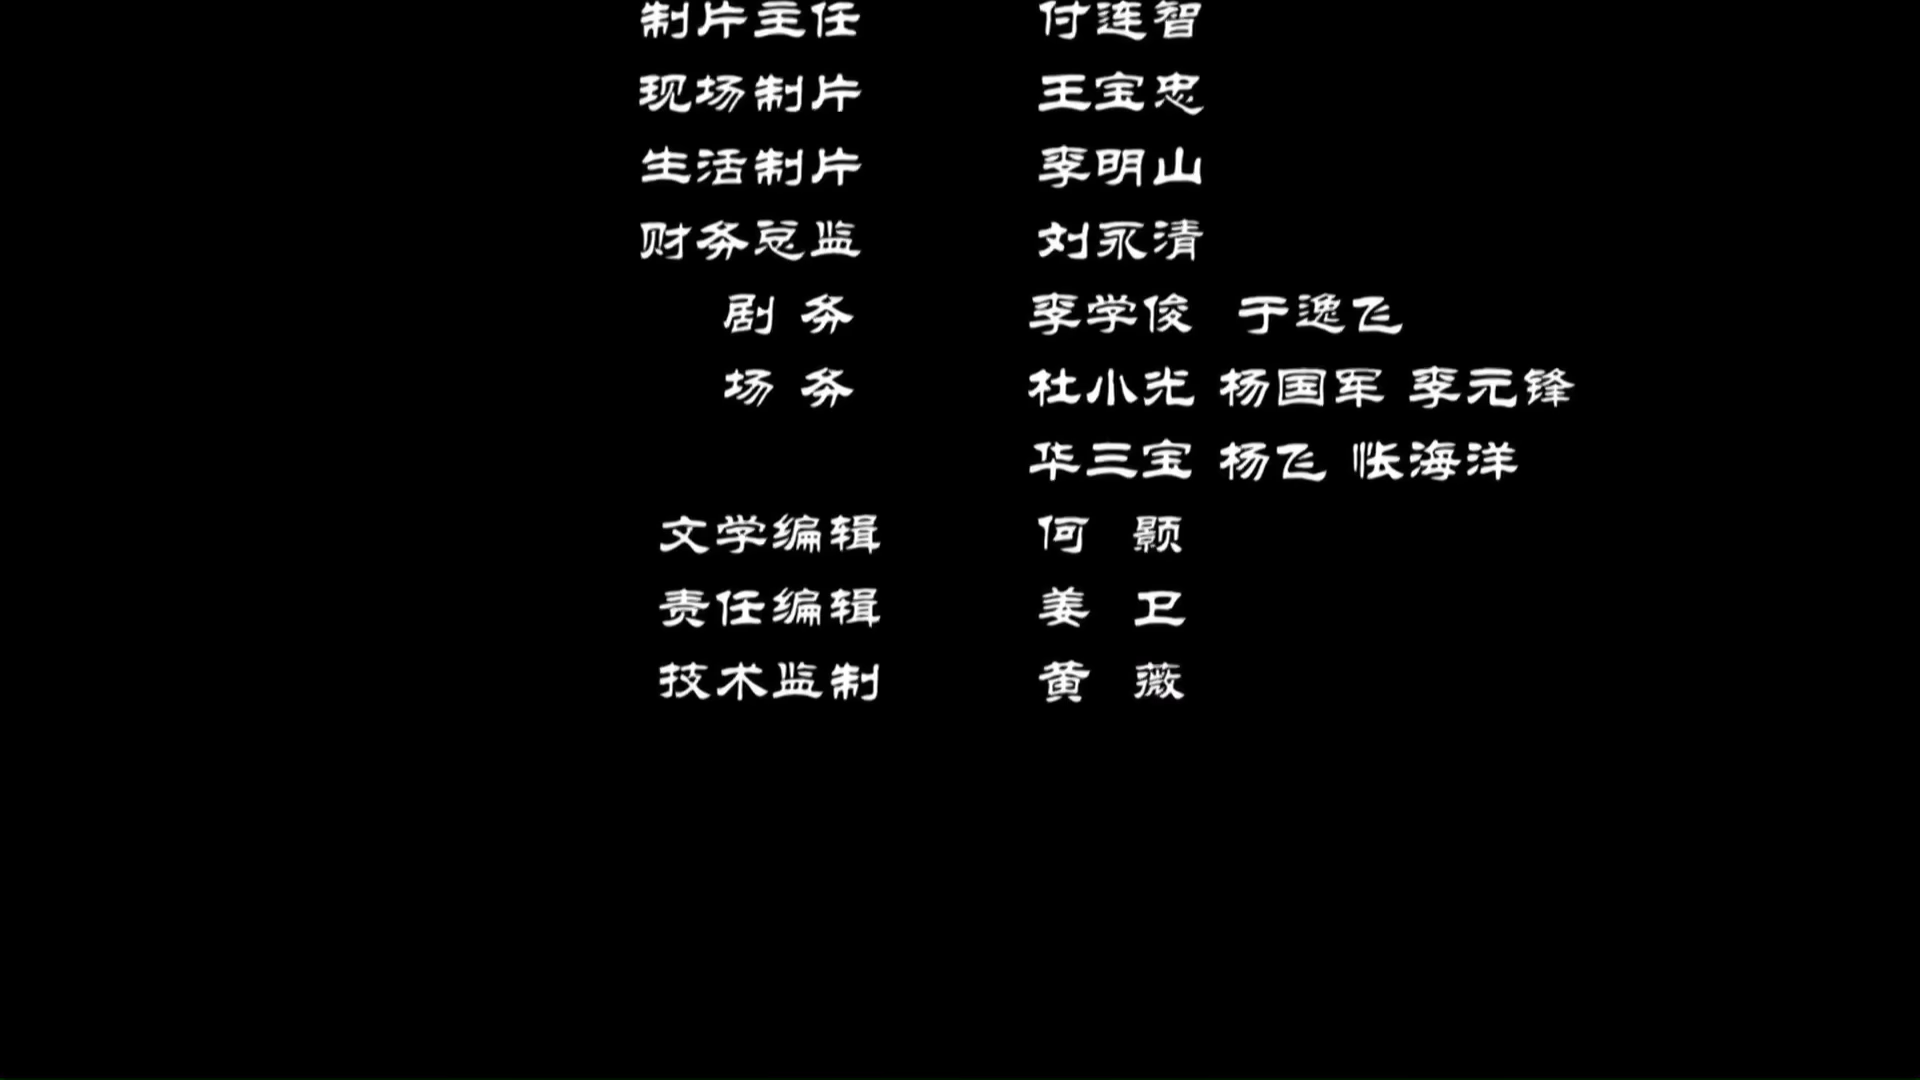 制片主任 付连智
现场制片 王宝忠
生活制片 李明山
财务总监 刘永清
剧 务 李学俊 于逸飞
场 务 杜小光 杨国军 李元锋
华三宝 杨飞 怅海洋
文学编辑 何 颢
责任编辑 姜 卫
技术监制 黄 薇